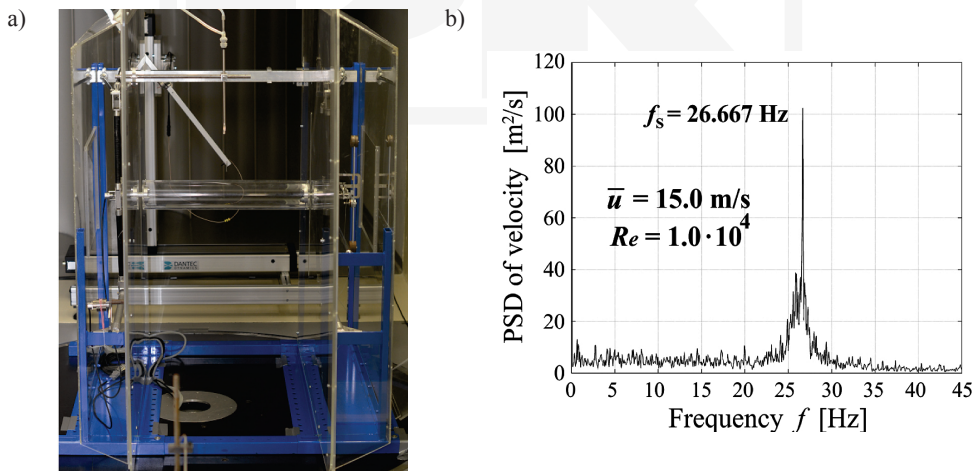 a)
DANTEC
DYNAMICS
b)
PSD of velocity [m²/s]
120
100
80
60
40
20
0
fₛ = 26.667 Hz
u̅ = 15.0 m/s
Re = 1.0·10⁴
0 5 10 15 20 25 30 35 40 45
Frequency f [Hz]